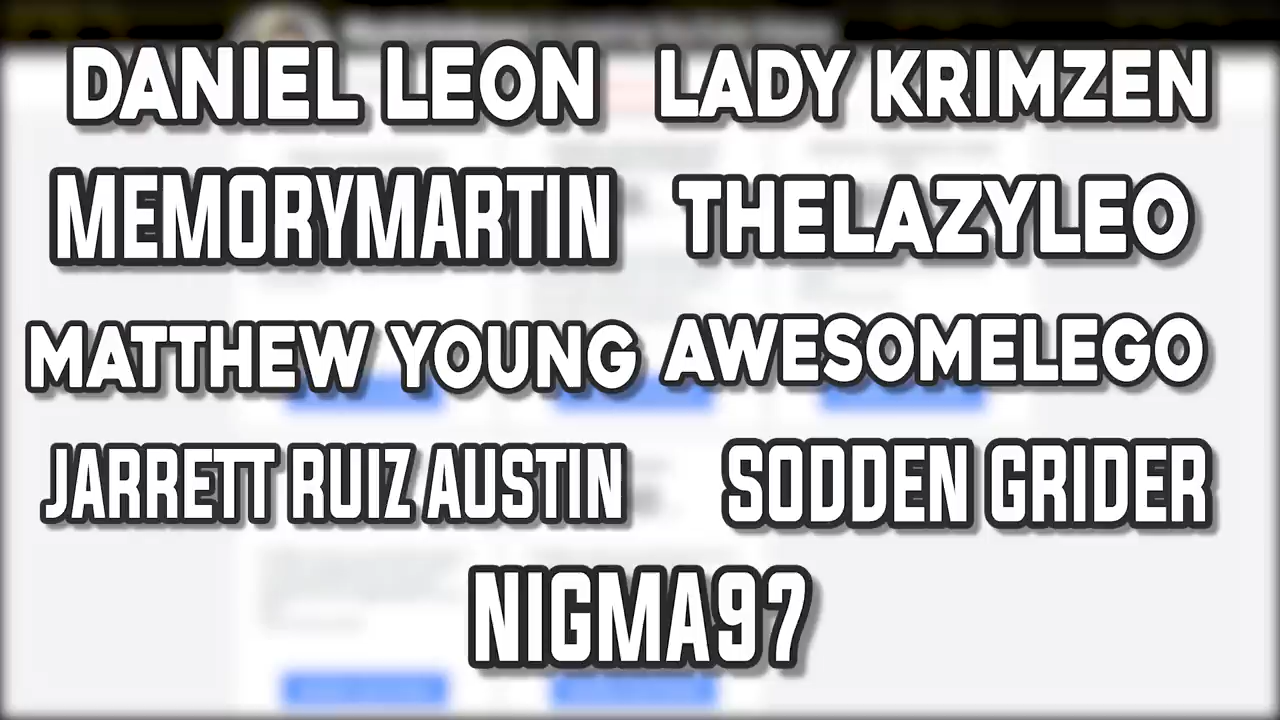 DANIEL LEON LADY KRIMZEN
MEMORYMARTIN THELAZYLEO
MATTHEW YOUNG AWESOMELEGO
JARRETT RUIZ AUSTIN SODDEN GRIDER
NIGMA97